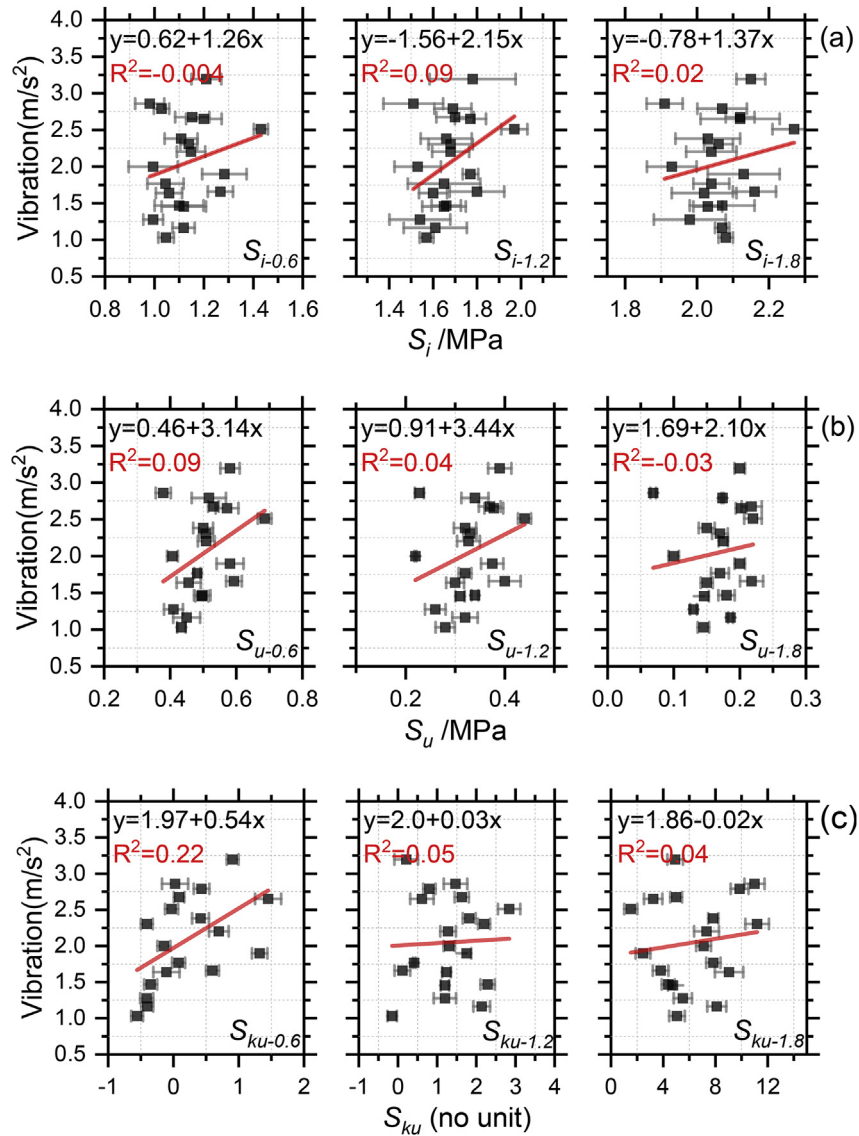 y=0.62+1.26x
y=-1.56+2.15x
y=-0.78+1.37x
(a)
R²=-0.004
R²=0.09
R²=0.02
Vibration(m/s²)
4.0
3.5
3.0
2.5
2.0
1.5
1.0
0.5
S_i-0.6
S_i-1.2
S_i-1.8
0.8 1.0 1.2 1.4 1.6
1.4 1.6 1.8 2.0
1.8 2.0 2.2
S_i /MPa
y=0.46+3.14x
y=0.91+3.44x
y=1.69+2.10x
(b)
R²=0.09
R²=0.04
R²=-0.03
Vibration(m/s²)
4.0
3.5
3.0
2.5
2.0
1.5
1.0
0.5
S_u-0.6
S_u-1.2
S_u-1.8
0.2 0.4 0.6 0.8
0.2 0.4
0.0 0.1 0.2 0.3
S_u /MPa
y=1.97+0.54x
y=2.0+0.03x
y=1.86-0.02x
(c)
R²=0.22
R²=0.05
R²=0.04
Vibration(m/s²)
4.0
3.5
3.0
2.5
2.0
1.5
1.0
0.5
S_ku-0.6
S_ku-1.2
S_ku-1.8
-1 0 1 2
-1 0 1 2 3 4
0 4 8 12
S_ku (no unit)